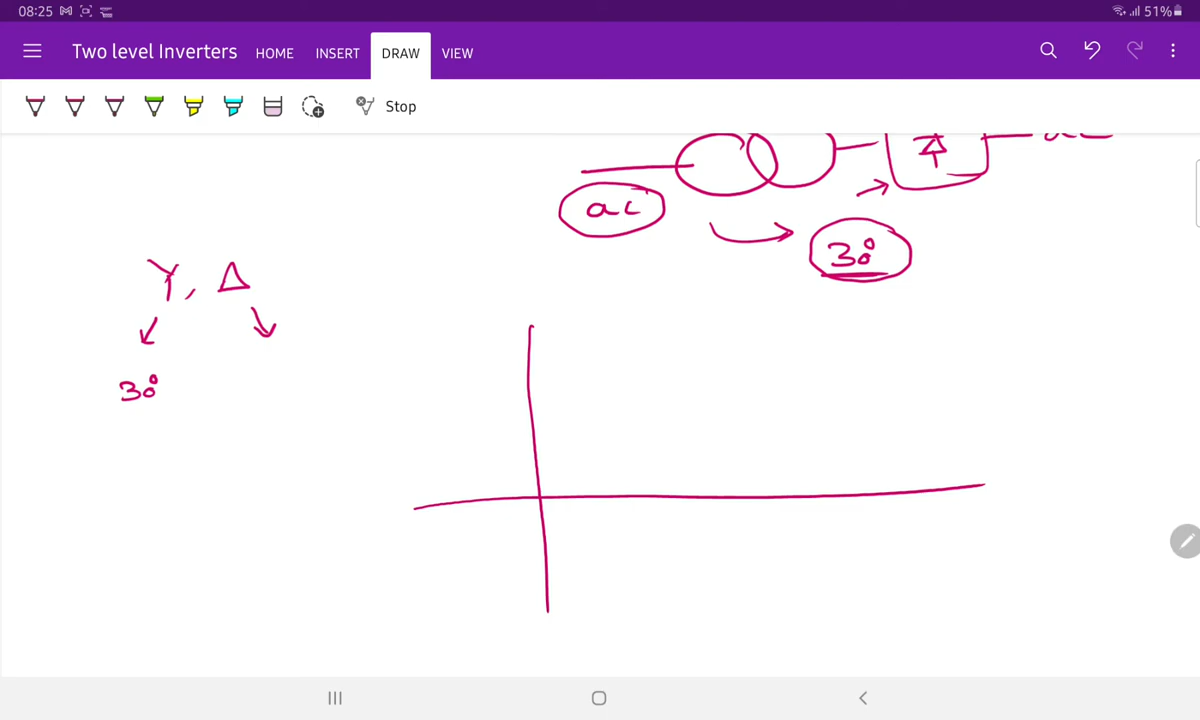 08:25 51%
Two level Inverters HOME INSERT DRAW VIEW
Stop
ac
30°
Y, Δ
30°